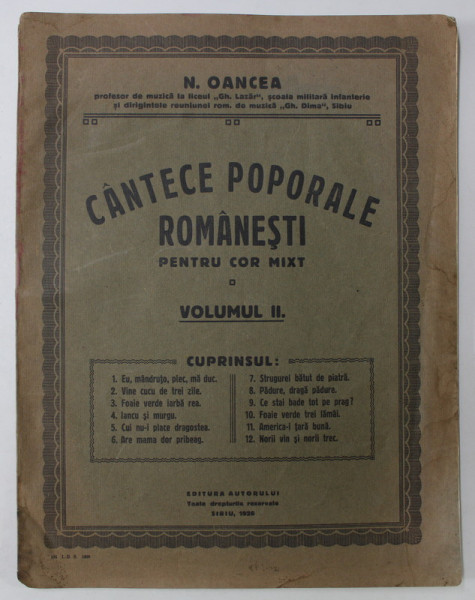 N. OANCEA
profesor de muzică la liceul „Gh. Lazăr", școala militară infanterie
și dirigintele reuniunei rom. de muzică „Gh. Dima", Sibiu
CÂNTECE POPORALE
ROMÂNEȘTI
PENTRU COR MIXT
VOLUMUL II.
CUPRINSUL:
1. Eu, mândruțo, plec, mă duc.
2. Vine cucu de trei zile.
3. Foaie verde iarbă rea.
4. Iancu și murgu.
5. Cui nu-i place dragostea.
6. Are mama dor pribeag.
7. Strugurel bătut de piatră.
8. Pădure, dragă pădure.
9. Ce stai bade tot pe prag?
10. Foaie verde trei lămâi.
11. America-i țară bună.
12. Norii vin și norii trec.
EDITURA AUTORULUI
Toate drepturile rezervate
SIBIU, 1926